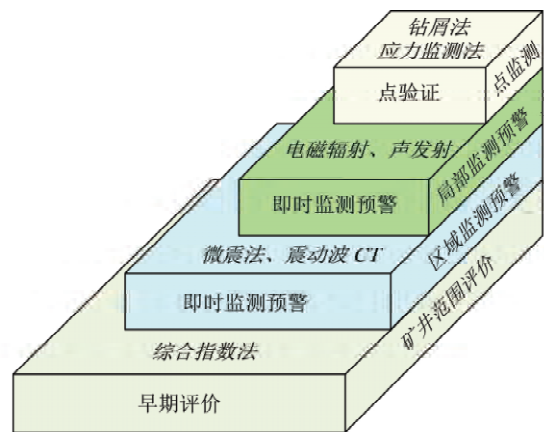 钻屑法
应力监测法
点验证
点监测
电磁辐射、声发射
即时监测预警
局部监测预警
微震法、震动波 CT
即时监测预警
区域监测预警
综合指数法
早期评价
矿井范围评价